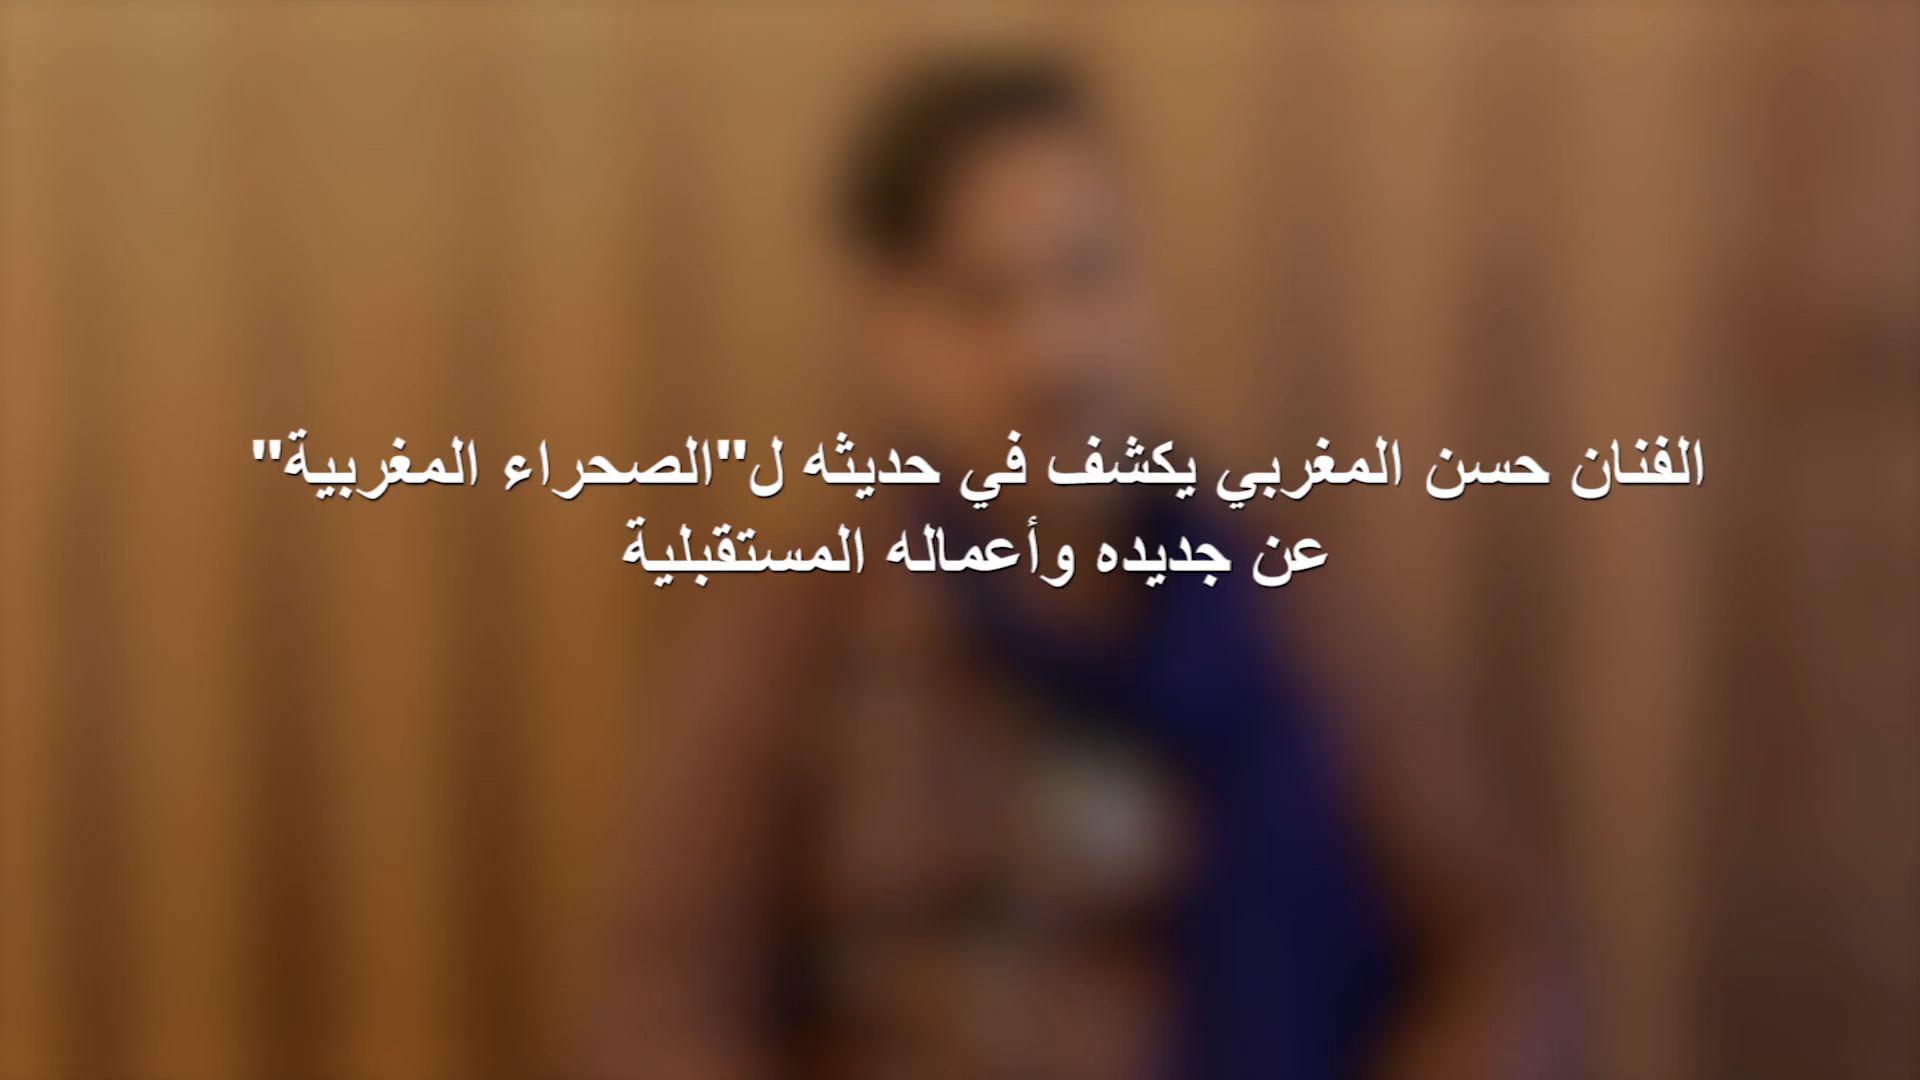 الفنان حسن المغربي يكشف في حديثه ل"الصحراء المغربية"
عن جديده وأعماله المستقبلية